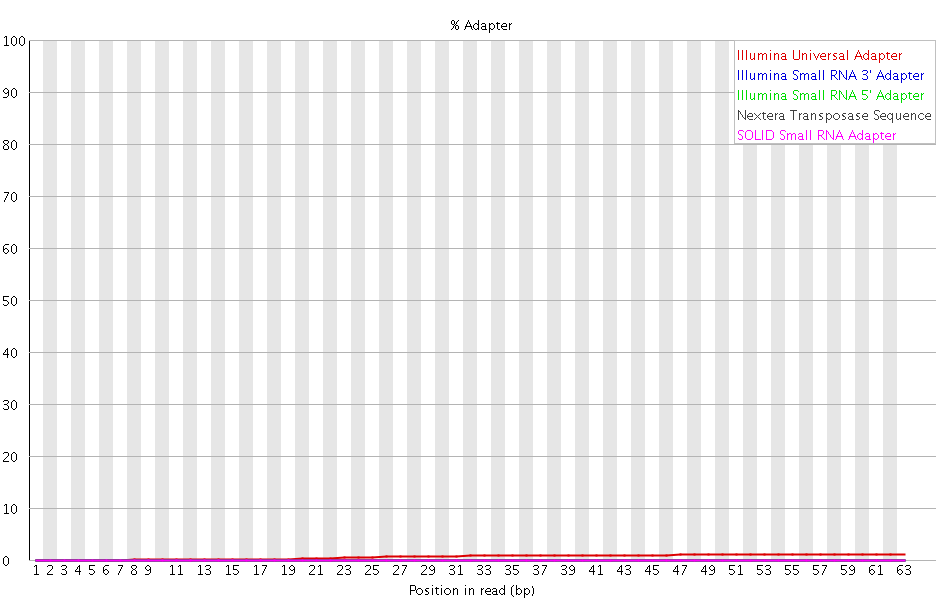 % Adapter
100
90
80
70
60
50
40
30
20
10
0
Illumina Universal Adapter
Illumina Small RNA 3' Adapter
Illumina Small RNA 5' Adapter
Nextera Transposase Sequence
SOLID Small RNA Adapter
1 2 3 4 5 6 7 8 9 11 13 15 17 19 21 23 25 27 29 31 33 35 37 39 41 43 45 47 49 51 53 55 57 59 61 63
Position in read (bp)